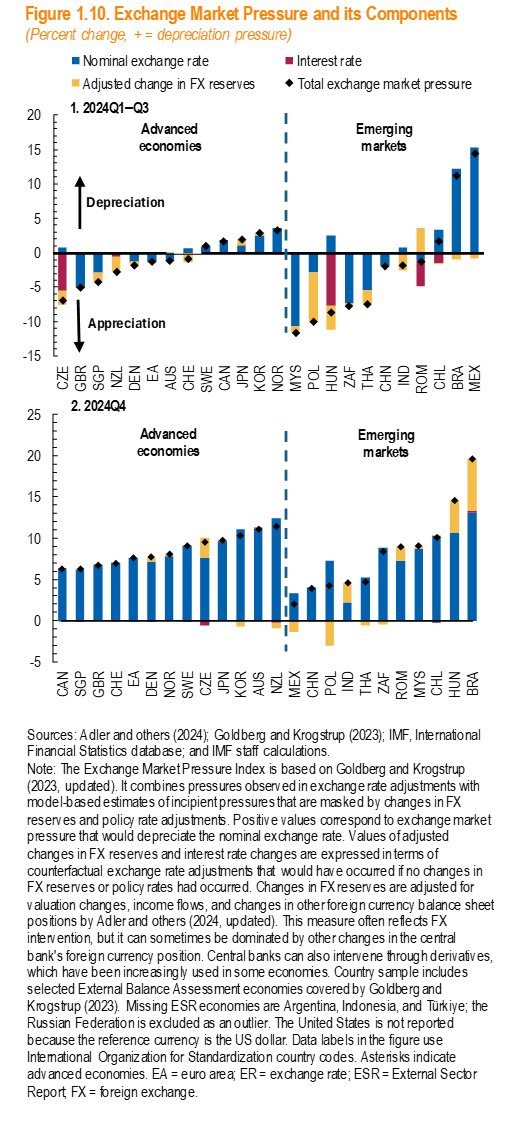 Figure 1.10. Exchange Market Pressure and its Components
(Percent change, + = depreciation pressure)
Nominal exchange rate
Interest rate
Adjusted change in FX reserves
Total exchange market pressure
20
1. 2024Q1–Q3
Advanced economies
Emerging markets
15
10
Depreciation
5
0
-5
Appreciation
-10
-15
CZE GBR SGP NZL DEN EA AUS CHE SWE CAN JPN KOR NOR MYS POL HUN ZAF THA CHN IND ROM CHL BRA MEX
2. 2024Q4
25
Advanced economies
Emerging markets
20
15
10
5
0
-5
CAN SGP GBR CHE EA DEN NOR SWE CZE JPN KOR AUS NZL MEX CHN POL IND THA ZAF ROM MYS CHL HUN BRA
Sources: Adler and others (2024); Goldberg and Krogstrup (2023); IMF, International
Financial Statistics database; and IMF staff calculations.
Note: The Exchange Market Pressure Index is based on Goldberg and Krogstrup
(2023, updated). It combines pressures observed in exchange rate adjustments with
model-based estimates of incipient pressures that are masked by changes in FX
reserves and policy rate adjustments. Positive values correspond to exchange market
pressure that would depreciate the nominal exchange rate. Values of adjusted
changes in FX reserves and interest rate changes are expressed in terms of
counterfactual exchange rate adjustments that would have occurred if no changes in
FX reserves or policy rates had occurred. Changes in FX reserves are adjusted for
valuation changes, income flows, and changes in other foreign currency balance sheet
positions by Adler and others (2024, updated). This measure often reflects FX
intervention, but it can sometimes be dominated by other changes in the central
bank's foreign currency position. Central banks can also intervene through derivatives,
which have been increasingly used in some economies. Country sample includes
selected External Balance Assessment economies covered by Goldberg and
Krogstrup (2023). Missing ESR economies are Argentina, Indonesia, and Türkiye; the
Russian Federation is excluded as an outlier. The United States is not reported
because the reference currency is the US dollar. Data labels in the figure use
International Organization for Standardization country codes. Asterisks indicate
advanced economies. EA = euro area; ER = exchange rate; ESR = External Sector
Report; FX = foreign exchange.